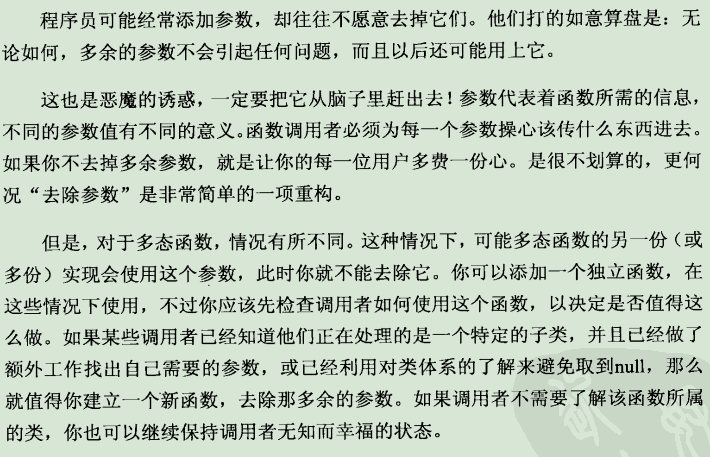 程序员可能经常添加参数，却往往不愿意去掉它们。他们打的如意算盘是：无
论如何，多余的参数不会引起任何问题，而且以后还可能用上它。
这也是恶魔的诱惑，一定要把它从脑子里赶出去！参数代表着函数所需的信息，
不同的参数值有不同的意义。函数调用者必须为每一个参数操心该传什么东西进去。
如果你不去掉多余参数，就是让你的每一位用户多费一份心。是很不划算的，更何
况“去除参数”是非常简单的一项重构。
但是，对于多态函数，情况有所不同。这种情况下，可能多态函数的另一份（或
多份）实现会使用这个参数，此时你就不能去除它。你可以添加一个独立函数，在
这些情况下使用，不过你应该先检查调用者如何使用这个函数，以决定是否值得这
么做。如果某些调用者已经知道他们正在处理的是一个特定的子类，并且已经做了
额外工作找出自己需要的参数，或已经利用对类体系的了解来避免取到null，那么
就值得你建立一个新函数，去除那多余的参数。如果调用者不需要了解该函数所属
的类，你也可以继续保持调用者无知而幸福的状态。